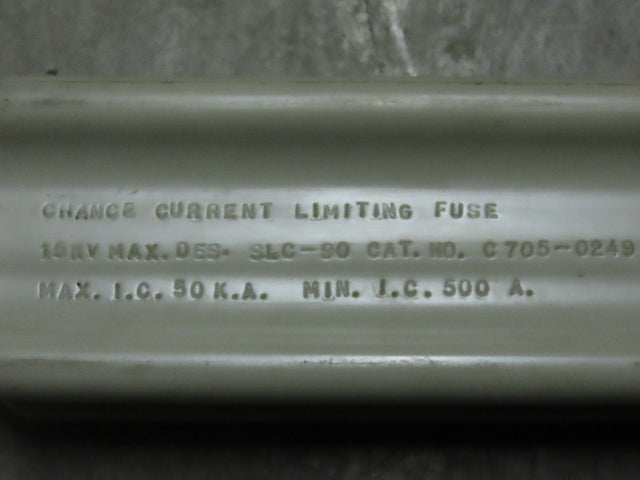 CHANCE CURRENT LIMITING FUSE
15KV MAX. DES. SLC-90 CAT. NO. C705-0249
MAX. I.C. 50 K.A. MIN. I.C. 500 A.